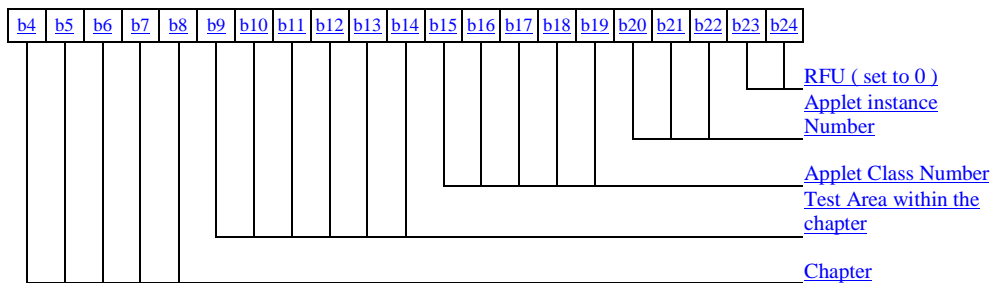 b4 b5 b6 b7 b8 b9 b10 b11 b12 b13 b14 b15 b16 b17 b18 b19 b20 b21 b22 b23 b24
RFU ( set to 0 )
Applet instance
Number
Applet Class Number
Test Area within the
chapter
Chapter